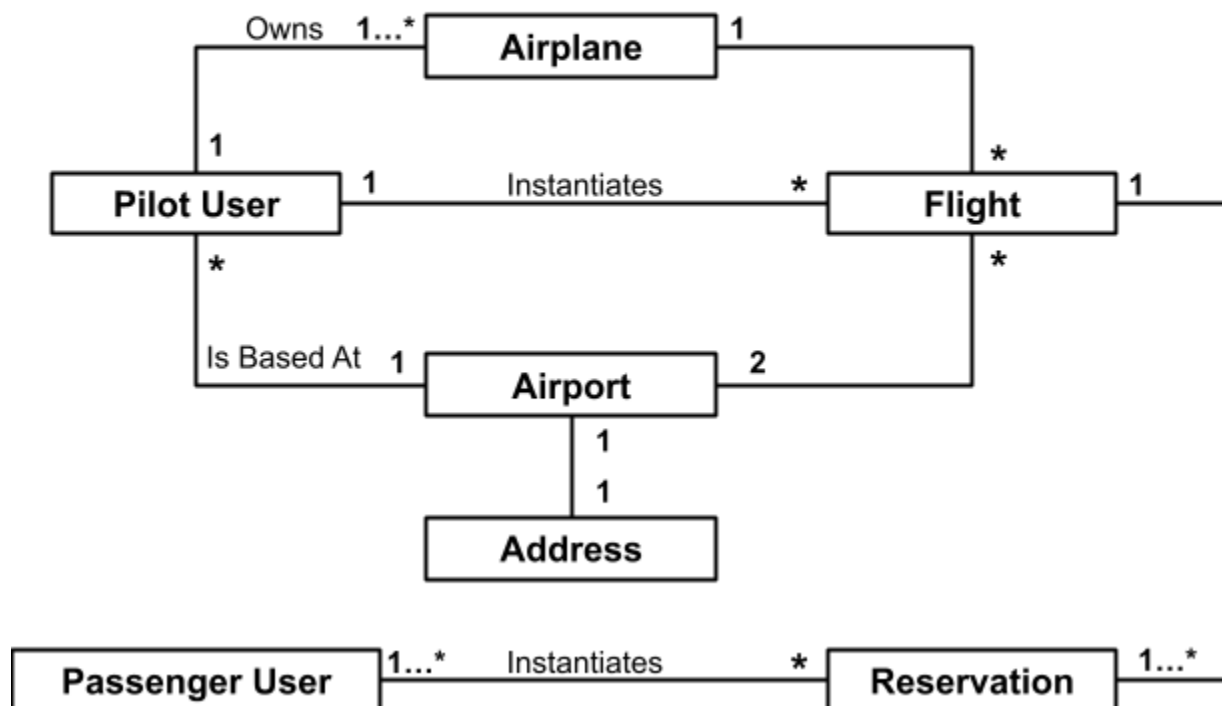 Owns 1...* Airplane 1
1 *
Pilot User 1 Instantiates * Flight 1
* *
Is Based At 1 Airport 2
1
1
Address
Passenger User 1...* Instantiates * Reservation 1...*